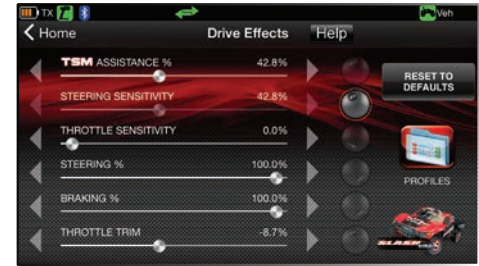 TX Veh
Home Drive Effects Help
TSM ASSISTANCE % 42.8%
STEERING SENSITIVITY 42.8%
THROTTLE SENSITIVITY 0.0%
STEERING % 100.0%
BRAKING % 100.0%
THROTTLE TRIM -8.7%
RESET TO
DEFAULTS
PROFILES
SLASH